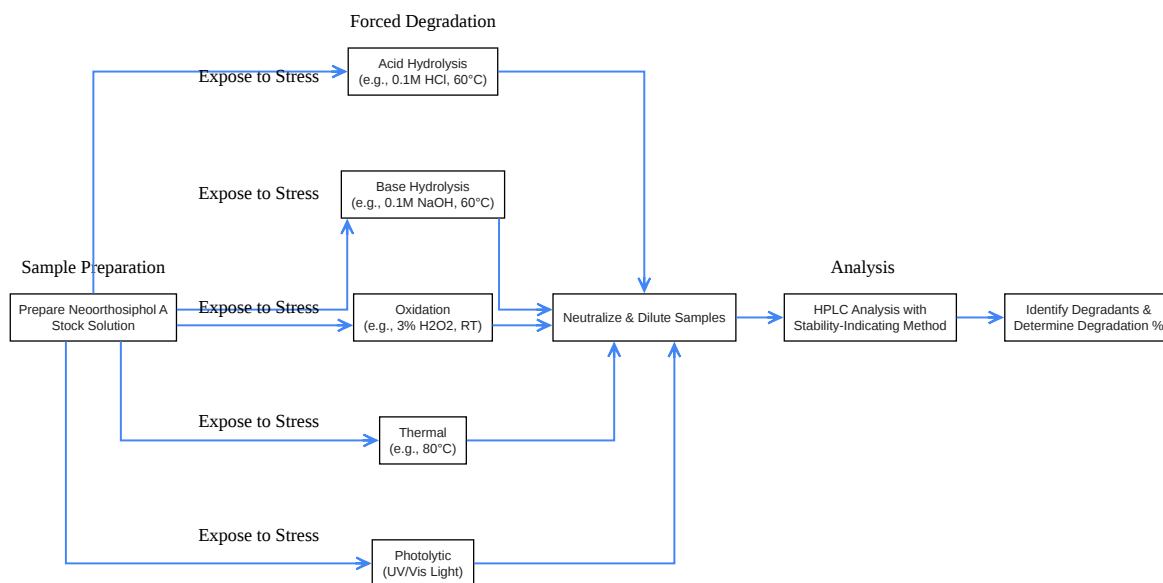 Forced Degradation
Acid Hydrolysis
(e.g., 0.1M HCl, 60°C)
Expose to Stress
Base Hydrolysis
(e.g., 0.1M NaOH, 60°C)
Expose to Stress
Sample Preparation
Analysis
Prepare Neoorthosiphol A
Stock Solution
Expose to Stress
Oxidation
(e.g., 3% H2O2, RT)
Neutralize & Dilute Samples
HPLC Analysis with
Stability-Indicating Method
Identify Degradants &
Determine Degradation %
Expose to Stress
Thermal
(e.g., 80°C)
Expose to Stress
Photolytic
(UV/Vis Light)